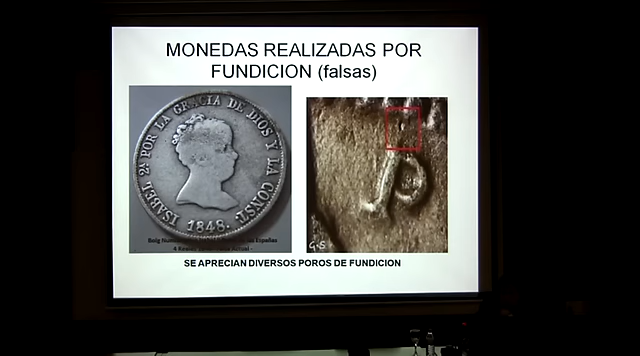 MONEDAS REALIZADAS POR
FUNDICION (falsas)
ISABEL 2ª POR LA GRACIA DE DIOS Y LA CONST.
1848.
G-S
SE APRECIAN DIVERSOS POROS DE FUNDICION